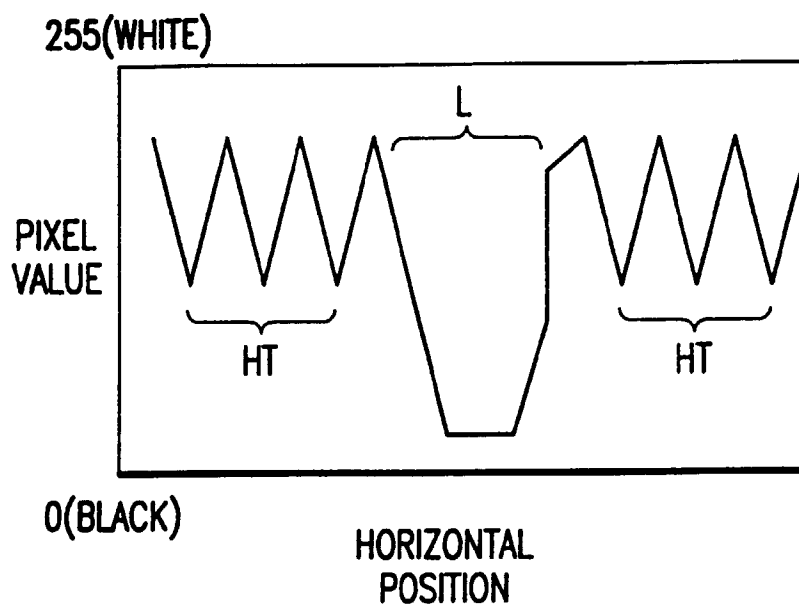 255(WHITE)
L
PIXEL
VALUE
HT
HT
0(BLACK)
HORIZONTAL
POSITION